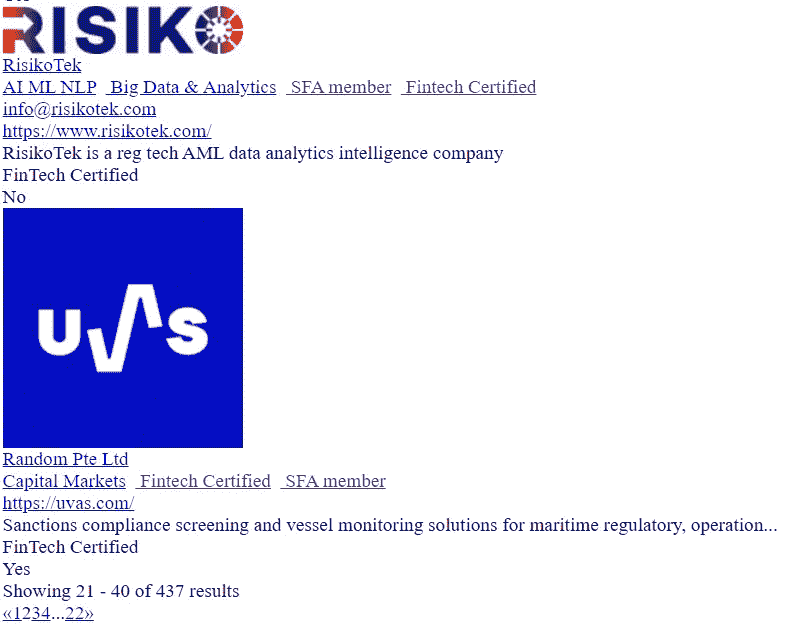 RISIKO
RisikoTek
AI ML NLP Big Data & Analytics SFA member Fintech Certified
info@risikotek.com
https://www.risikotek.com/
RisikoTek is a reg tech AML data analytics intelligence company
FinTech Certified
No
uvas
Random Pte Ltd
Capital Markets Fintech Certified SFA member
https://uvas.com/
Sanctions compliance screening and vessel monitoring solutions for maritime regulatory, operation...
FinTech Certified
Yes
Showing 21 - 40 of 437 results
«1234...22»